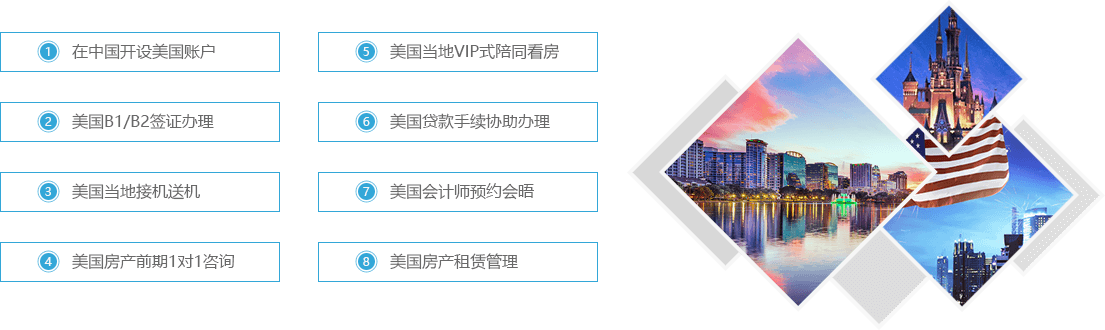 1 在中国开设美国账户
2 美国B1/B2签证办理
3 美国当地接机送机
4 美国房产前期1对1咨询
5 美国当地VIP式陪同看房
6 美国贷款手续协助办理
7 美国会计师预约会晤
8 美国房产租赁管理